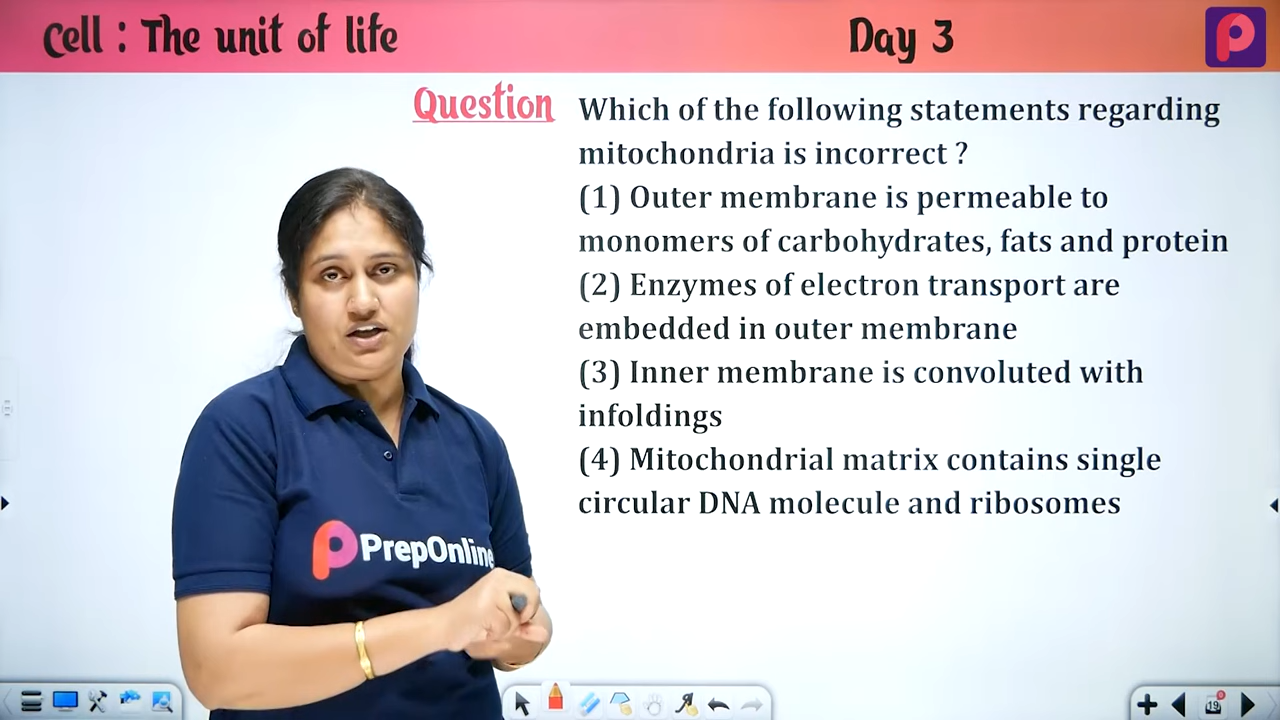 Cell : The unit of life
Day 3
Question
Which of the following statements regarding
mitochondria is incorrect ?
(1) Outer membrane is permeable to
monomers of carbohydrates, fats and protein
(2) Enzymes of electron transport are
embedded in outer membrane
(3) Inner membrane is convoluted with
infoldings
(4) Mitochondrial matrix contains single
circular DNA molecule and ribosomes
PrepOnline
19